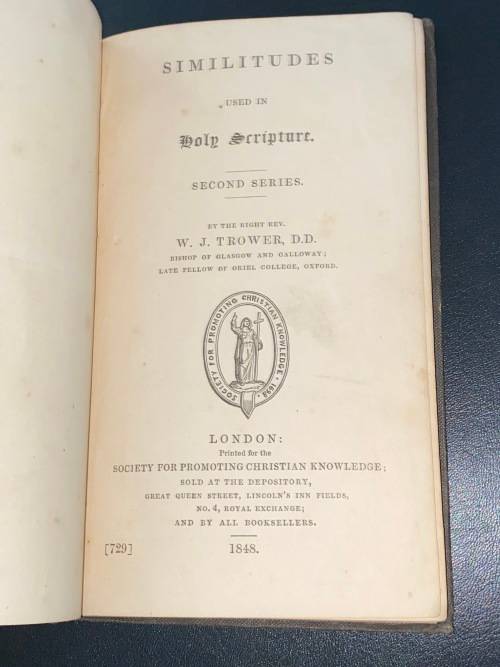 SIMILITUDES
USED IN
Holy Scripture.
SECOND SERIES.
BY THE RIGHT REV.
W. J. TROWER, D.D.
BISHOP OF GLASGOW AND GALLOWAY;
LATE FELLOW OF ORIEL COLLEGE, OXFORD.
SOCIETY FOR PROMOTING CHRISTIAN KNOWLEDGE. 1698
LONDON:
Printed for the
SOCIETY FOR PROMOTING CHRISTIAN KNOWLEDGE;
SOLD AT THE DEPOSITORY,
GREAT QUEEN STREET, LINCOLN'S INN FIELDS,
NO. 4, ROYAL EXCHANGE;
AND BY ALL BOOKSELLERS.
[729] 1848.